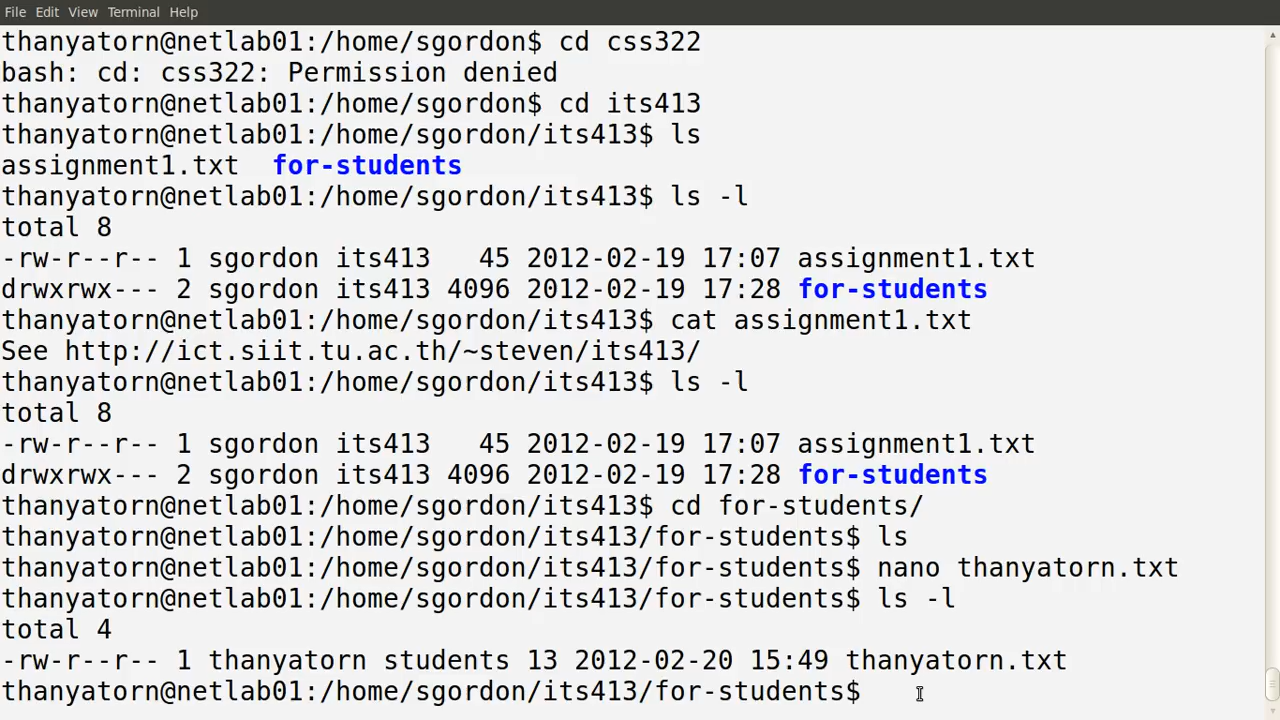 File Edit View Terminal Help
thanyatorn@netlab01:/home/sgordon$ cd css322
bash: cd: css322: Permission denied
thanyatorn@netlab01:/home/sgordon$ cd its413
thanyatorn@netlab01:/home/sgordon/its413$ ls
assignment1.txt  for-students
thanyatorn@netlab01:/home/sgordon/its413$ ls -l
total 8
-rw-r--r-- 1 sgordon its413   45 2012-02-19 17:07 assignment1.txt
drwxrwx--- 2 sgordon its413 4096 2012-02-19 17:28 for-students
thanyatorn@netlab01:/home/sgordon/its413$ cat assignment1.txt
See http://ict.siit.tu.ac.th/~steven/its413/
thanyatorn@netlab01:/home/sgordon/its413$ ls -l
total 8
-rw-r--r-- 1 sgordon its413   45 2012-02-19 17:07 assignment1.txt
drwxrwx--- 2 sgordon its413 4096 2012-02-19 17:28 for-students
thanyatorn@netlab01:/home/sgordon/its413$ cd for-students/
thanyatorn@netlab01:/home/sgordon/its413/for-students$ ls
thanyatorn@netlab01:/home/sgordon/its413/for-students$ nano thanyatorn.txt
thanyatorn@netlab01:/home/sgordon/its413/for-students$ ls -l
total 4
-rw-r--r-- 1 thanyatorn students 13 2012-02-20 15:49 thanyatorn.txt
thanyatorn@netlab01:/home/sgordon/its413/for-students$